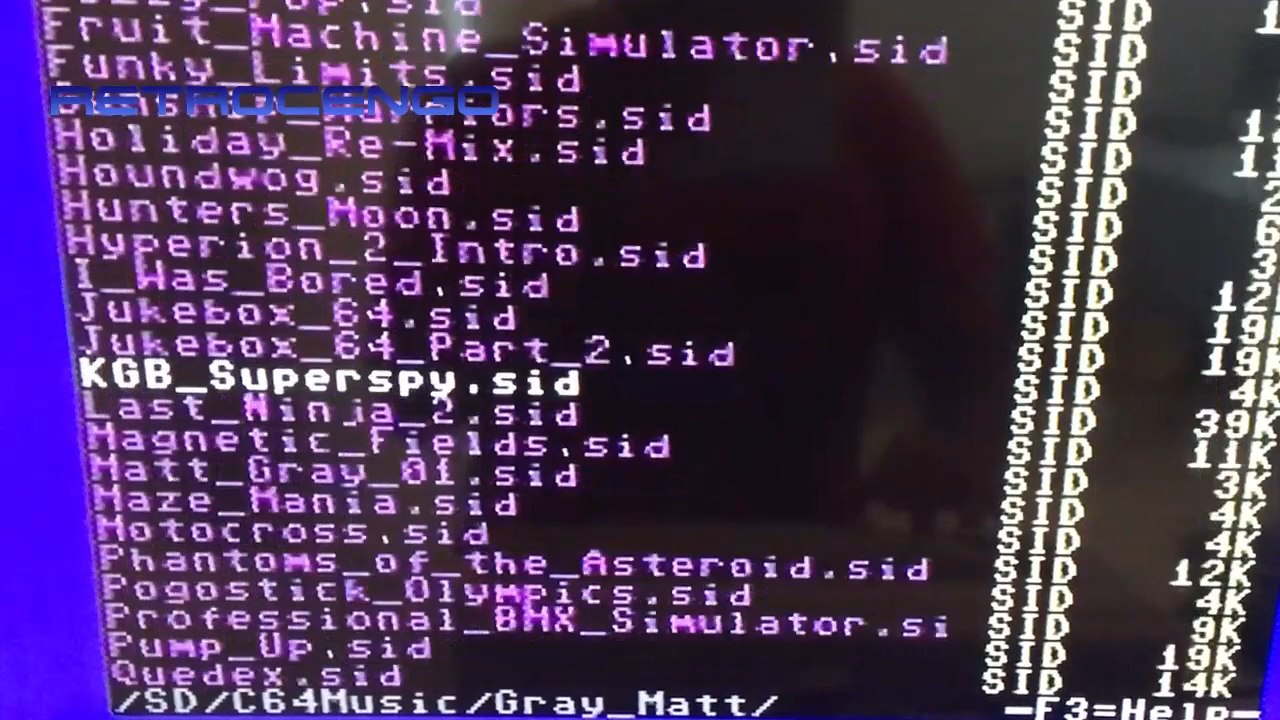 SID
Fruit_Machine_Simulator.sid SID
Funky_Limits.sid SID
RETROCENGO
SID
Holiday_Re-Mix.sid SID
Houndwog.sid SID
Hunters_Moon.sid SID 6
Hyperion_2_Intro.sid SID 3
I_Was_Bored.sid SID 12
Jukebox_64.sid SID 19K
Jukebox_64_Part_2.sid SID 19K
KGB_Superspy.sid SID 4K
Last_Ninja_2.sid SID 39K
Magnetic_Fields.sid SID 11K
Matt_Gray_01.sid SID 3K
Maze_Mania.sid SID 4K
Motocross.sid SID 4K
Phantoms_of_the_Asteroid.sid SID 12K
Pogostick_Olympics.sid SID 4K
Professional_BMX_Simulator.si SID 9K
Pump_Up.sid SID 19K
Quedex.sid SID 14K
/SD/C64Music/Gray_Matt/ —F3=Help—